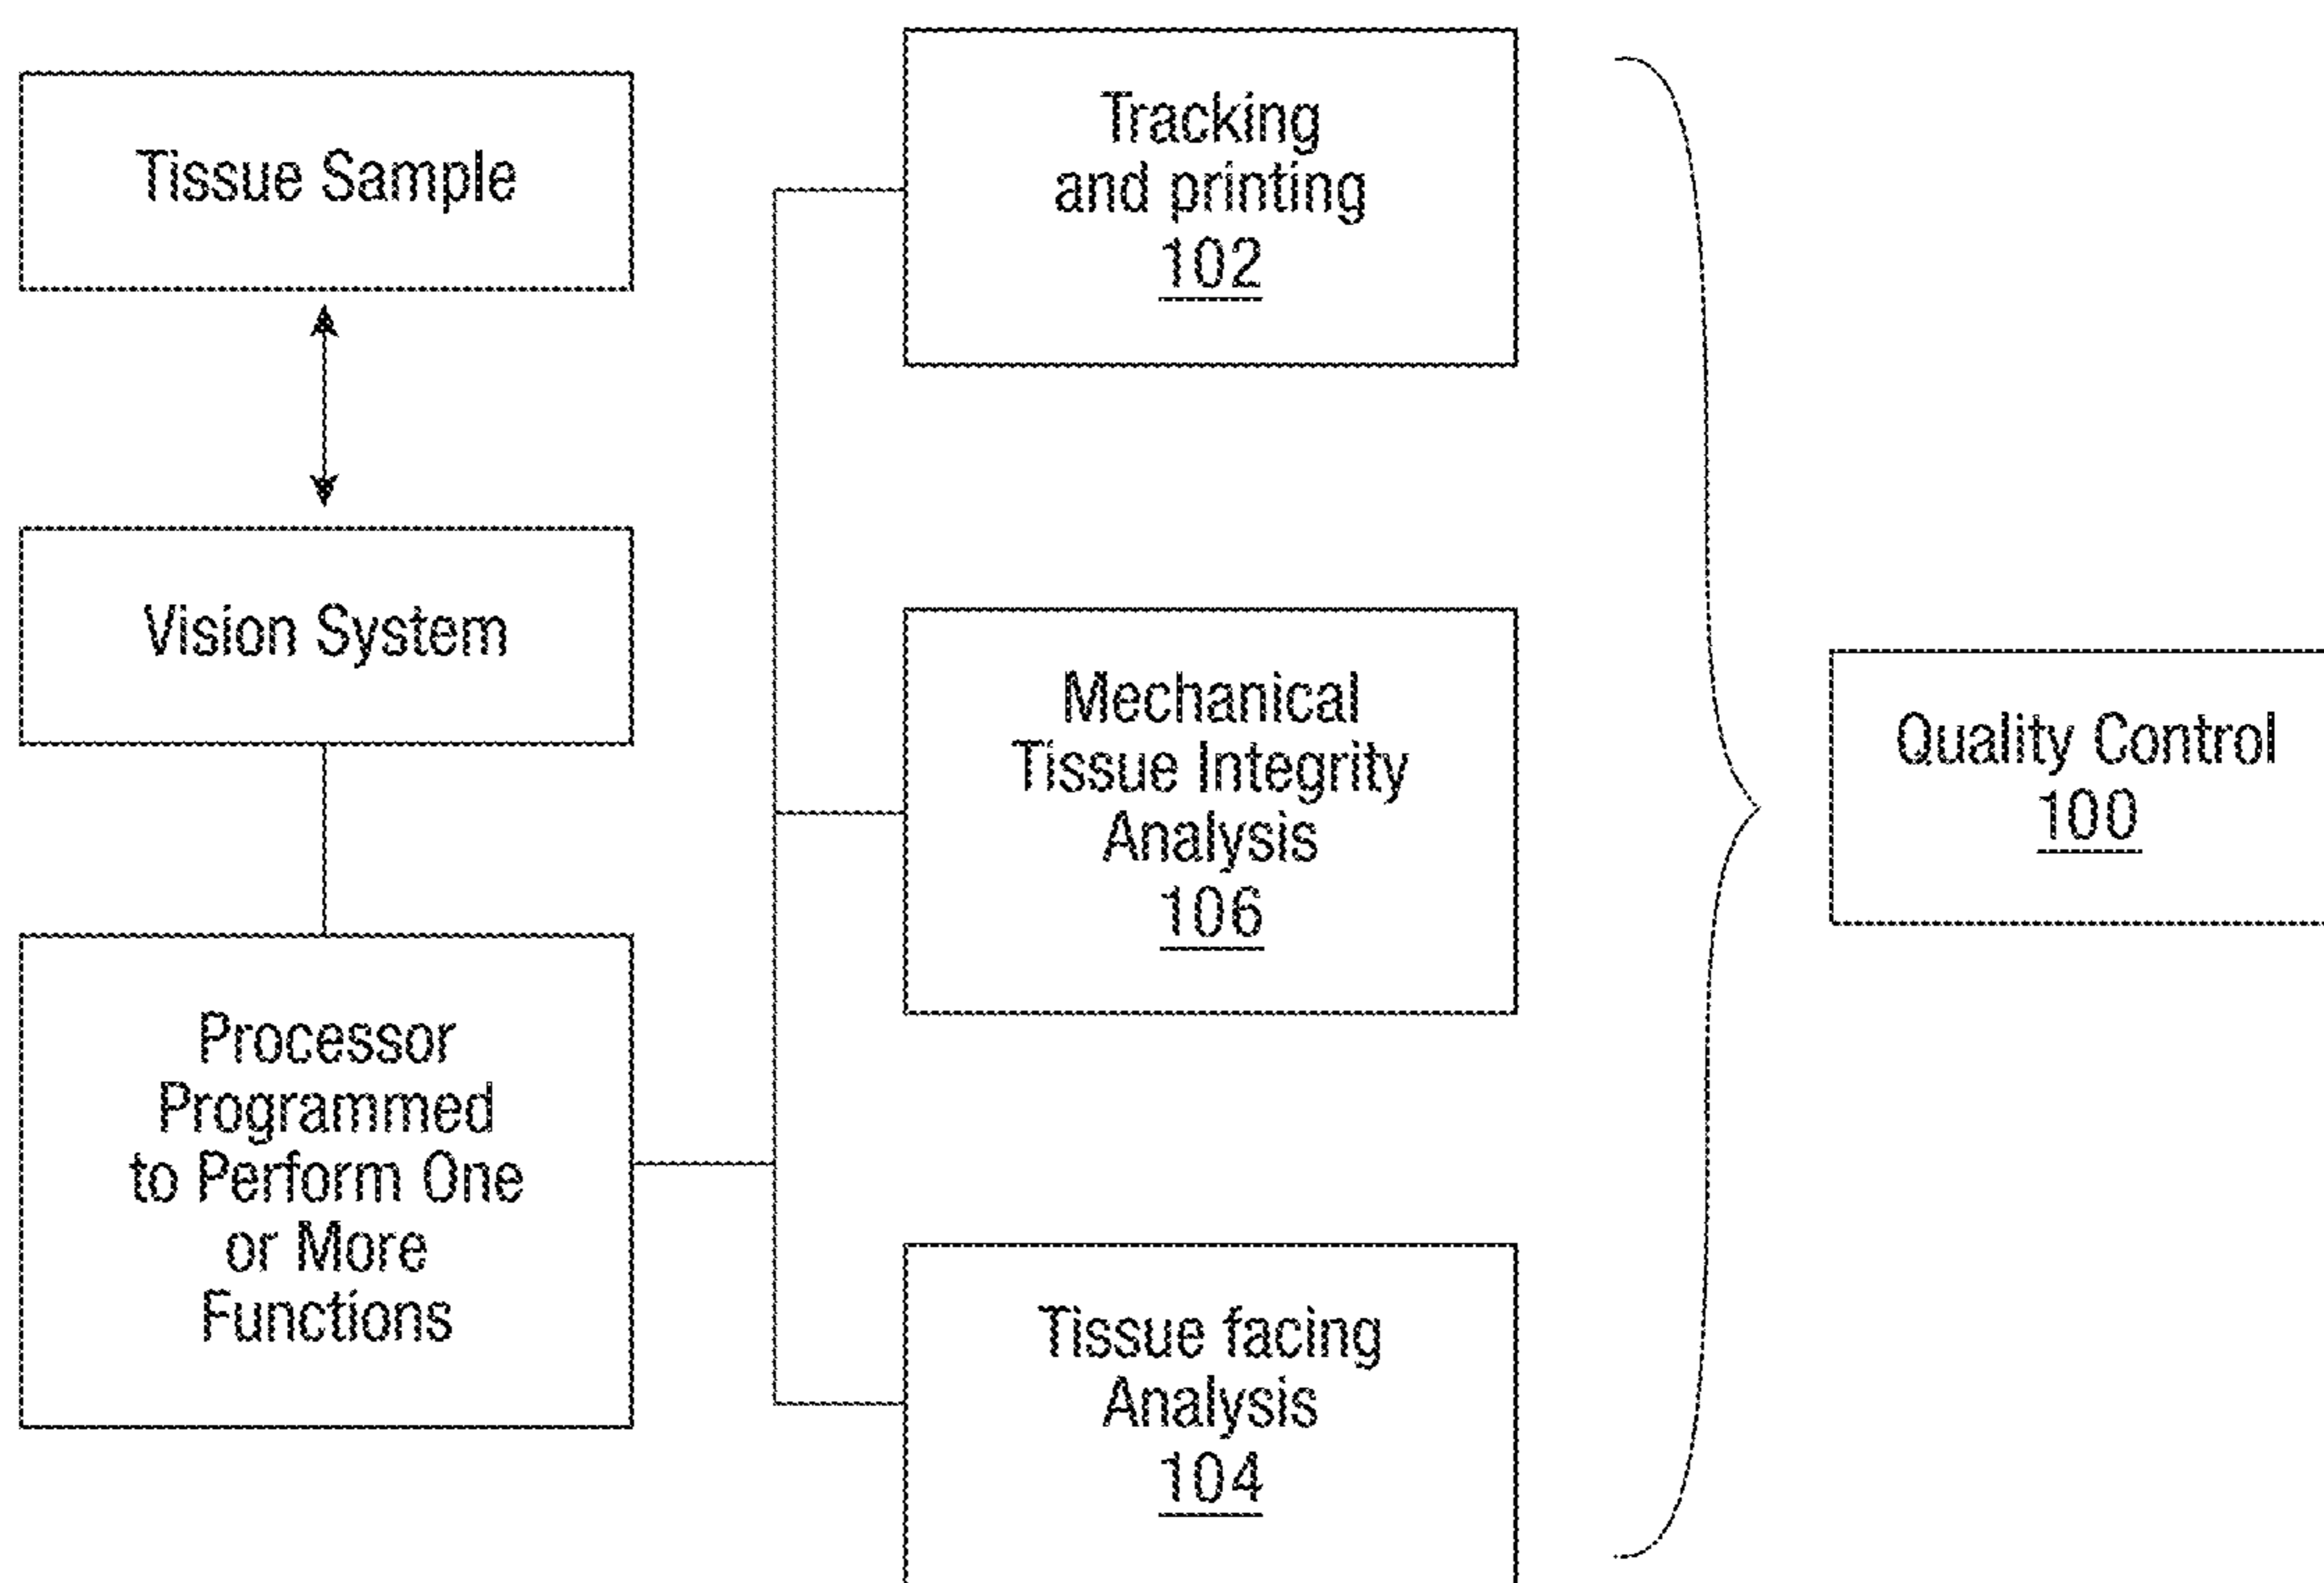 Tissue Sample
Vision System
Processor
Programmed
to Perform One
or More
Functions
Tracking
and printing
102
Mechanical
Tissue Integrity
Analysis
106
Tissue facing
Analysis
104
Quality Control
100